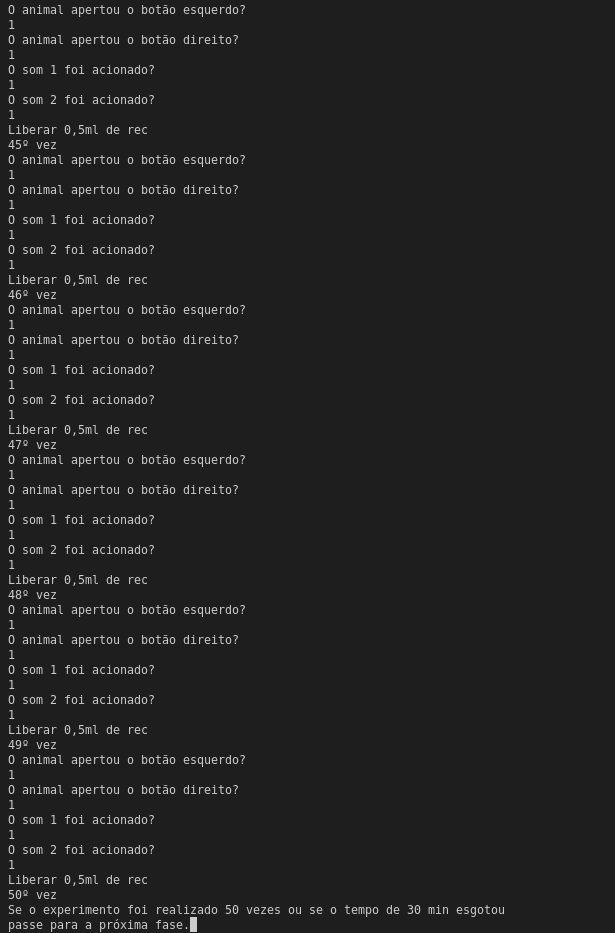 O animal apertou o botão esquerdo?
1
O animal apertou o botão direito?
1
O som 1 foi acionado?
1
O som 2 foi acionado?
1
Liberar 0,5ml de rec
45º vez
O animal apertou o botão esquerdo?
1
O animal apertou o botão direito?
1
O som 1 foi acionado?
1
O som 2 foi acionado?
1
Liberar 0,5ml de rec
46º vez
O animal apertou o botão esquerdo?
1
O animal apertou o botão direito?
1
O som 1 foi acionado?
1
O som 2 foi acionado?
1
Liberar 0,5ml de rec
47º vez
O animal apertou o botão esquerdo?
1
O animal apertou o botão direito?
1
O som 1 foi acionado?
1
O som 2 foi acionado?
1
Liberar 0,5ml de rec
48º vez
O animal apertou o botão esquerdo?
1
O animal apertou o botão direito?
1
O som 1 foi acionado?
1
O som 2 foi acionado?
1
Liberar 0,5ml de rec
49º vez
O animal apertou o botão esquerdo?
1
O animal apertou o botão direito?
1
O som 1 foi acionado?
1
O som 2 foi acionado?
1
Liberar 0,5ml de rec
50º vez
Se o experimento foi realizado 50 vezes ou se o tempo de 30 min esgotou
passe para a próxima fase.